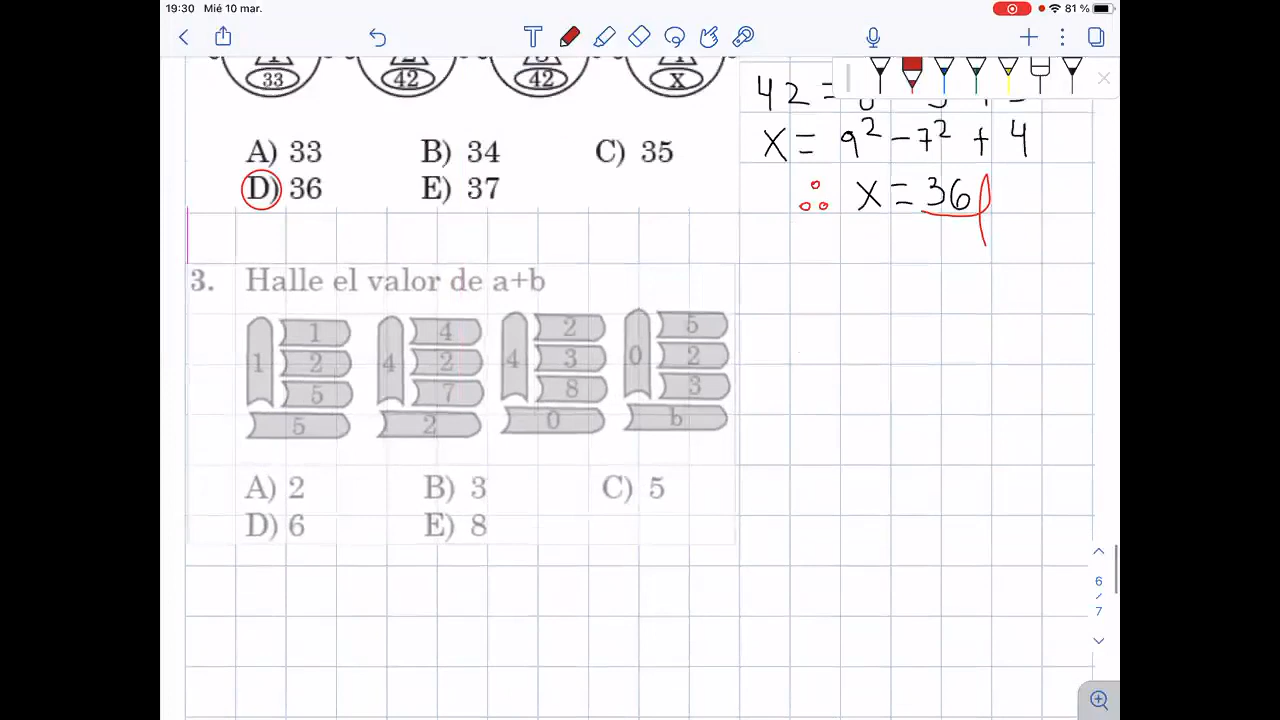 19:30 Mié 10 mar.
81 %
33 42 42 X
A) 33 B) 34 C) 35
D) 36 E) 37
x = 9² - 7² + 4
∴ x = 36
3. Halle el valor de a+b
1 4 2 5
1 4 4 0
2 2 3 2
5 7 8 3
5 2 0 b
A) 2 B) 3 C) 5
D) 6 E) 8
6
7